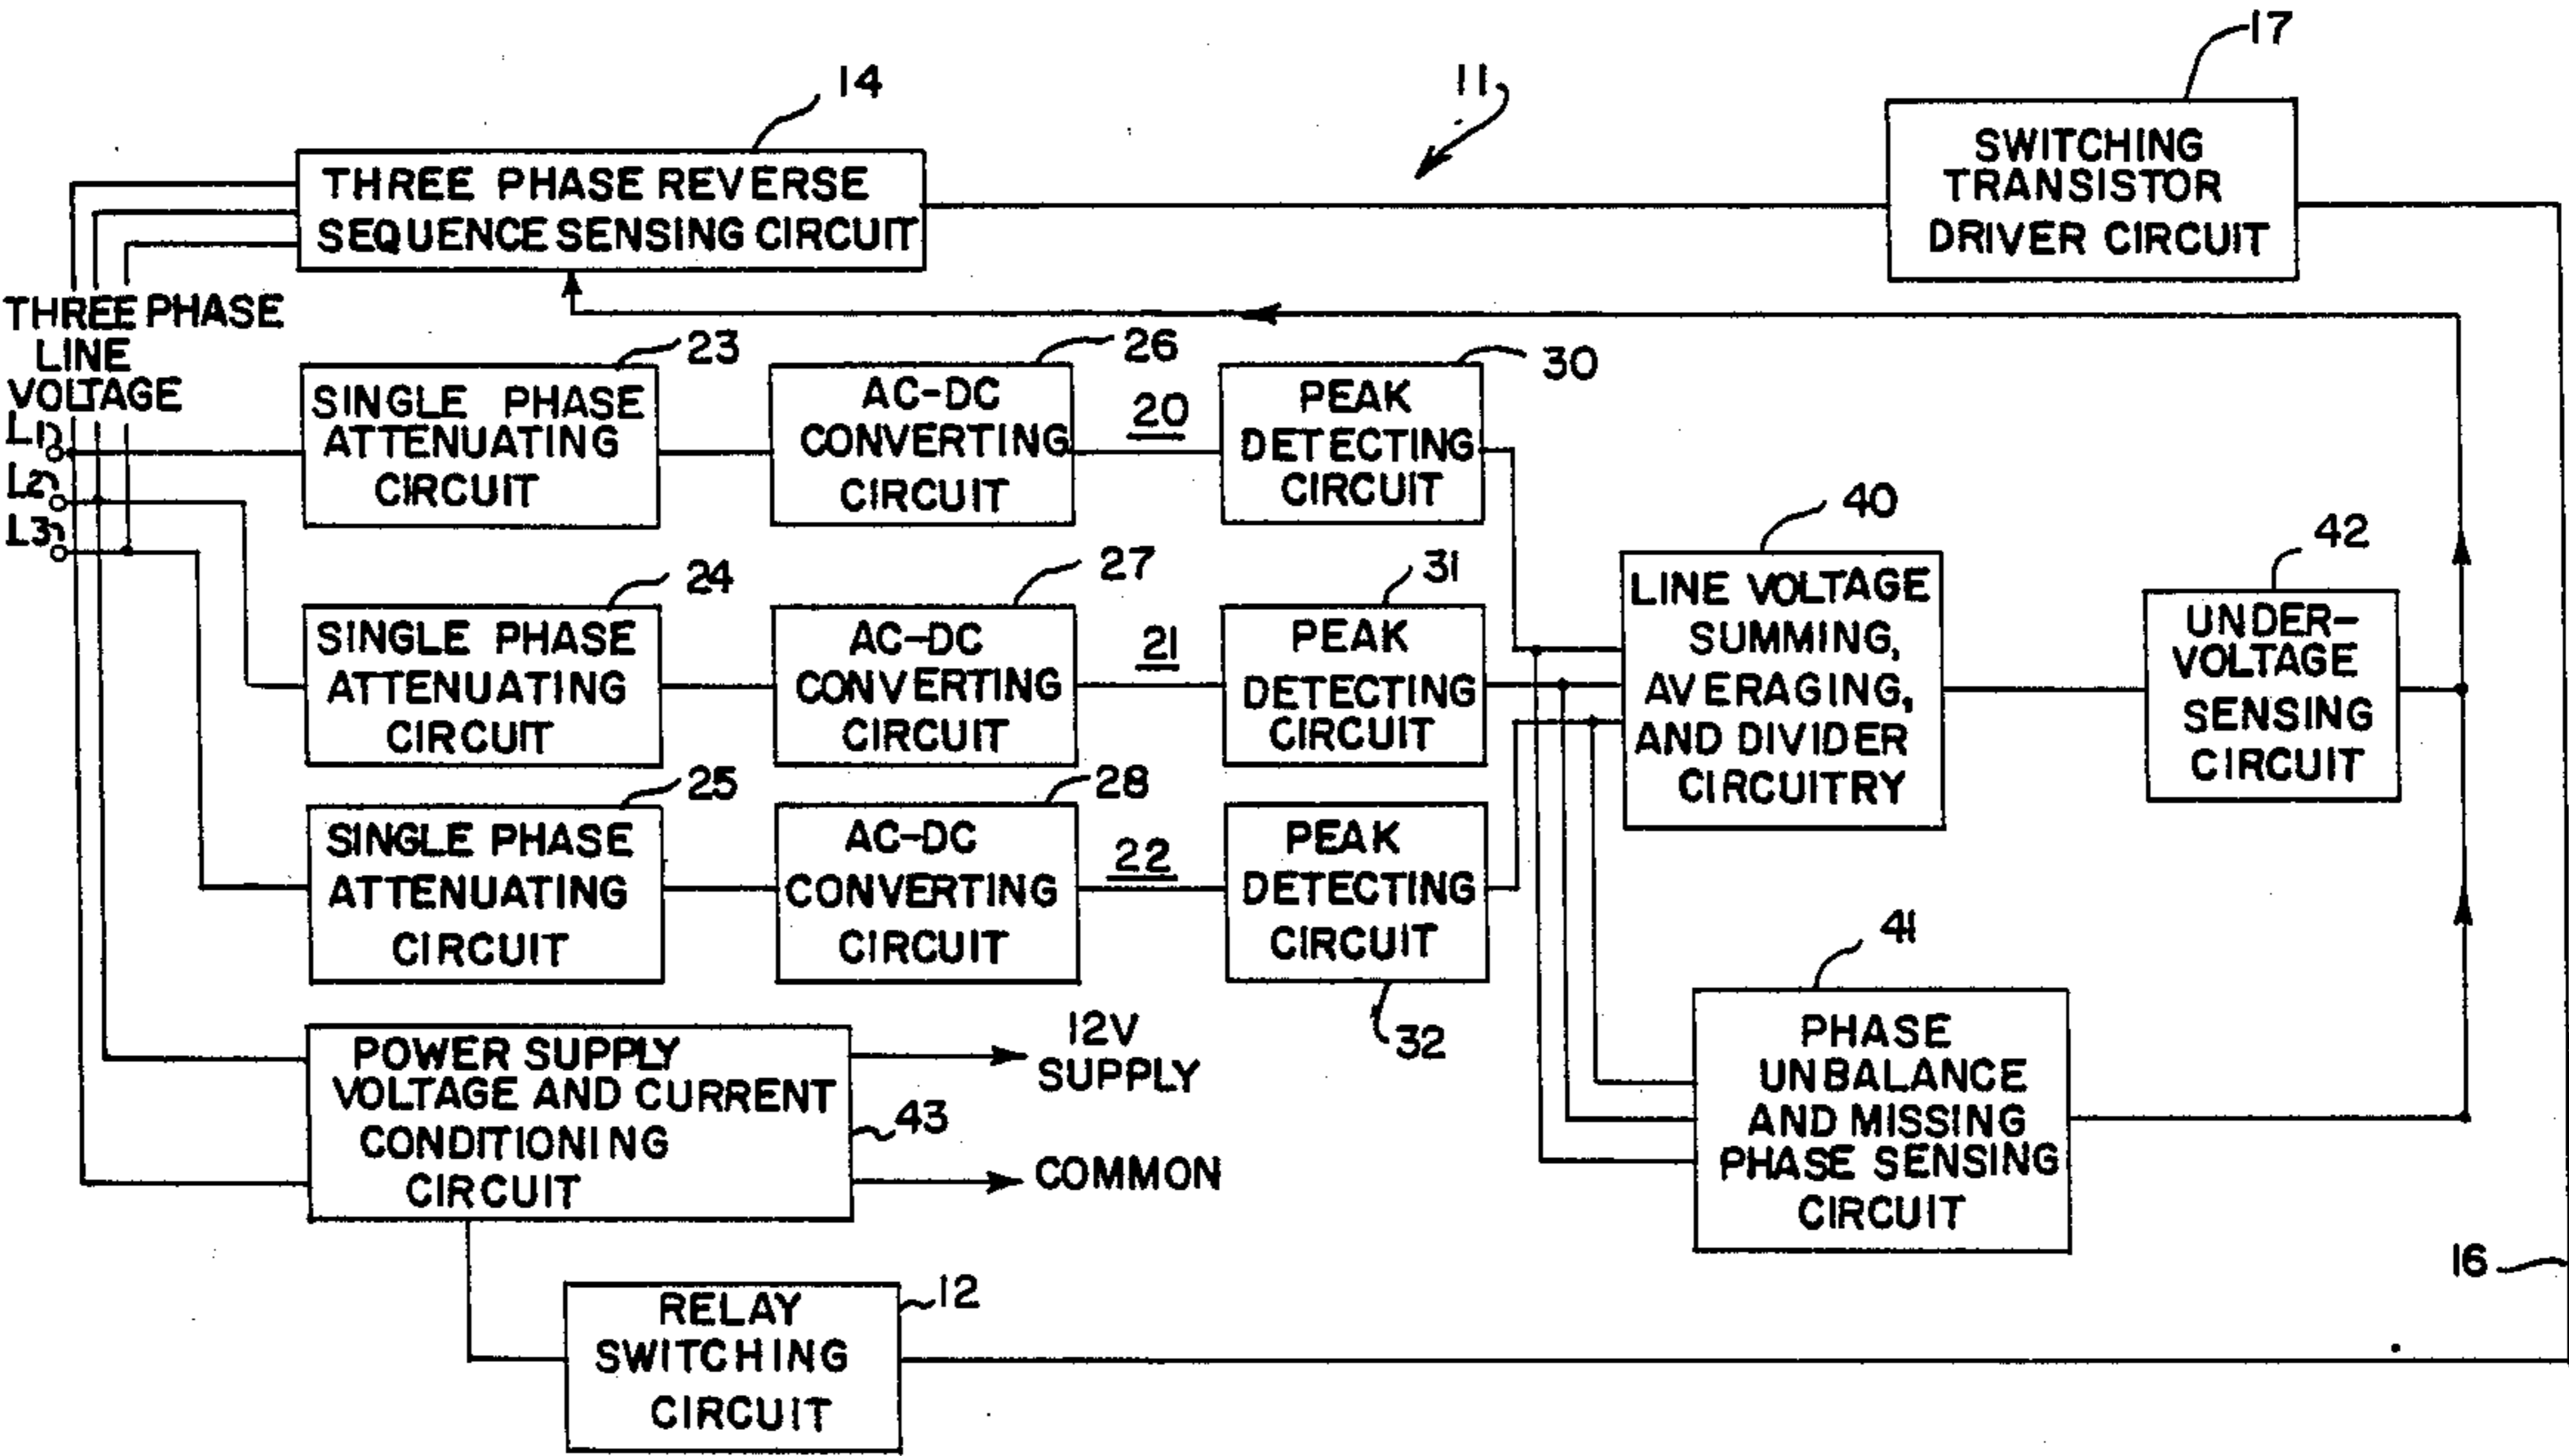 17
14
11
THREE PHASE REVERSE
SEQUENCE SENSING CIRCUIT
SWITCHING
TRANSISTOR
DRIVER CIRCUIT
THREE PHASE
LINE
VOLTAGE
L1
L2
L3
23
SINGLE PHASE
ATTENUATING
CIRCUIT
26
AC-DC
CONVERTING
CIRCUIT
20
30
PEAK
DETECTING
CIRCUIT
24
SINGLE PHASE
ATTENUATING
CIRCUIT
27
AC-DC
CONVERTING
CIRCUIT
21
31
PEAK
DETECTING
CIRCUIT
40
LINE VOLTAGE
SUMMING,
AVERAGING,
AND DIVIDER
CIRCUITRY
42
UNDER-
VOLTAGE
SENSING
CIRCUIT
25
SINGLE PHASE
ATTENUATING
CIRCUIT
28
AC-DC
CONVERTING
CIRCUIT
22
PEAK
DETECTING
CIRCUIT
32
41
PHASE
UNBALANCE
AND MISSING
PHASE SENSING
CIRCUIT
POWER SUPPLY
VOLTAGE AND CURRENT
CONDITIONING
CIRCUIT
43
12V
SUPPLY
COMMON
16
12
RELAY
SWITCHING
CIRCUIT